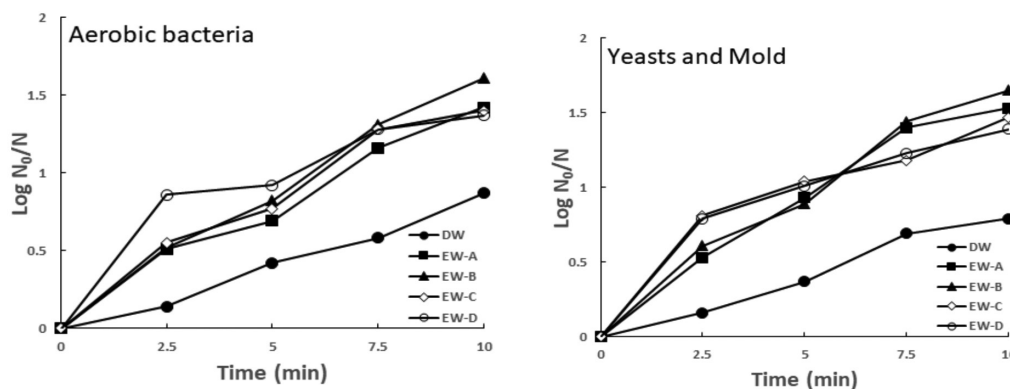 Aerobic bacteria
2
1.5
1
0.5
0
Log N₀/N
0
2.5
5
7.5
10
Time (min)
DW
EW-A
EW-B
EW-C
EW-D
Yeasts and Mold
2
1.5
1
0.5
0
Log N₀/N
0
2.5
5
7.5
10
Time (min)
DW
EW-A
EW-B
EW-C
EW-D